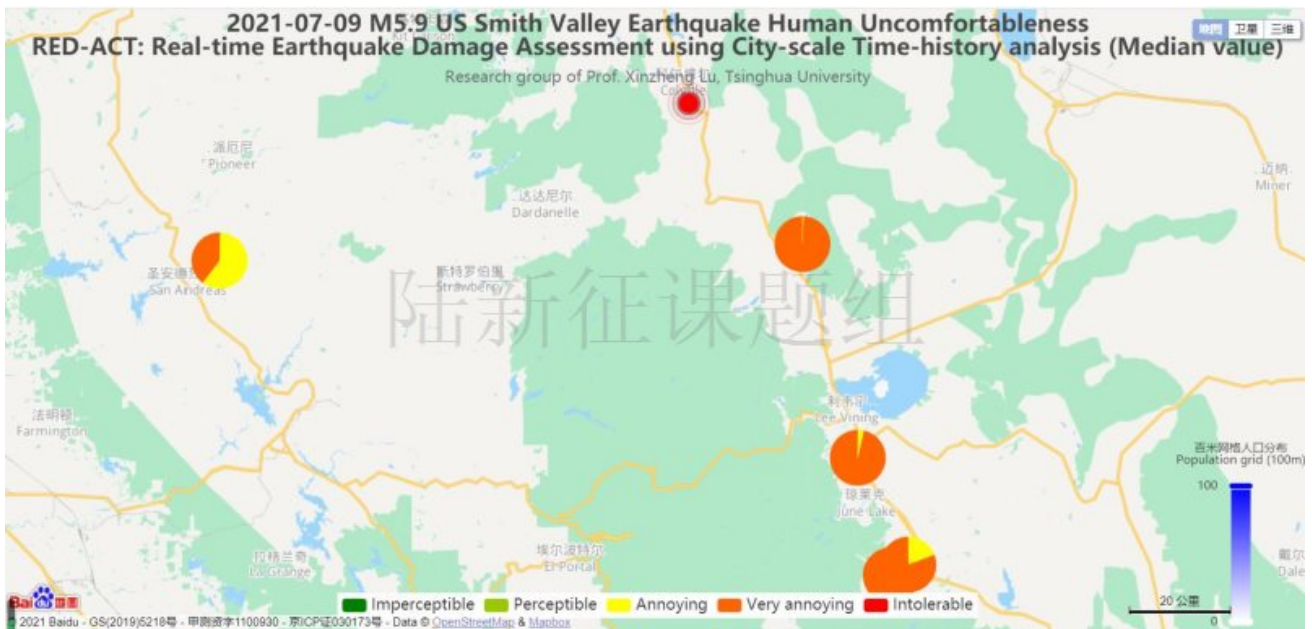 2021-07-09 M5.9 US Smith Valley Earthquake Human Uncomfortableness
RED-ACT: Real-time Earthquake Damage Assessment using City-scale Time-history analysis (Median value)
地图 卫星 三维
Research group of Prof. Xinzheng Lu, Tsinghua University
派厄尼
Pioneer
达达尼尔
Dardanelle
迈纳
Miner
San Andreas
斯特罗伯里
Strawberry
陆新征课题组
法明顿
Farmington
Lee Vining
琼莱克
June Lake
拉格兰奇
La Grange
埃尔波特尔
El Portal
百米网格人口分布
Population grid (100m)
100
0
戴尔
Dale
20 公里
Imperceptible Perceptible Annoying Very annoying Intolerable
Bai 地图
2021 Baidu - GS(2019)5218号 - 甲测资字1100930 - 京ICP证030173号 - Data © OpenStreetMap & Mapbox